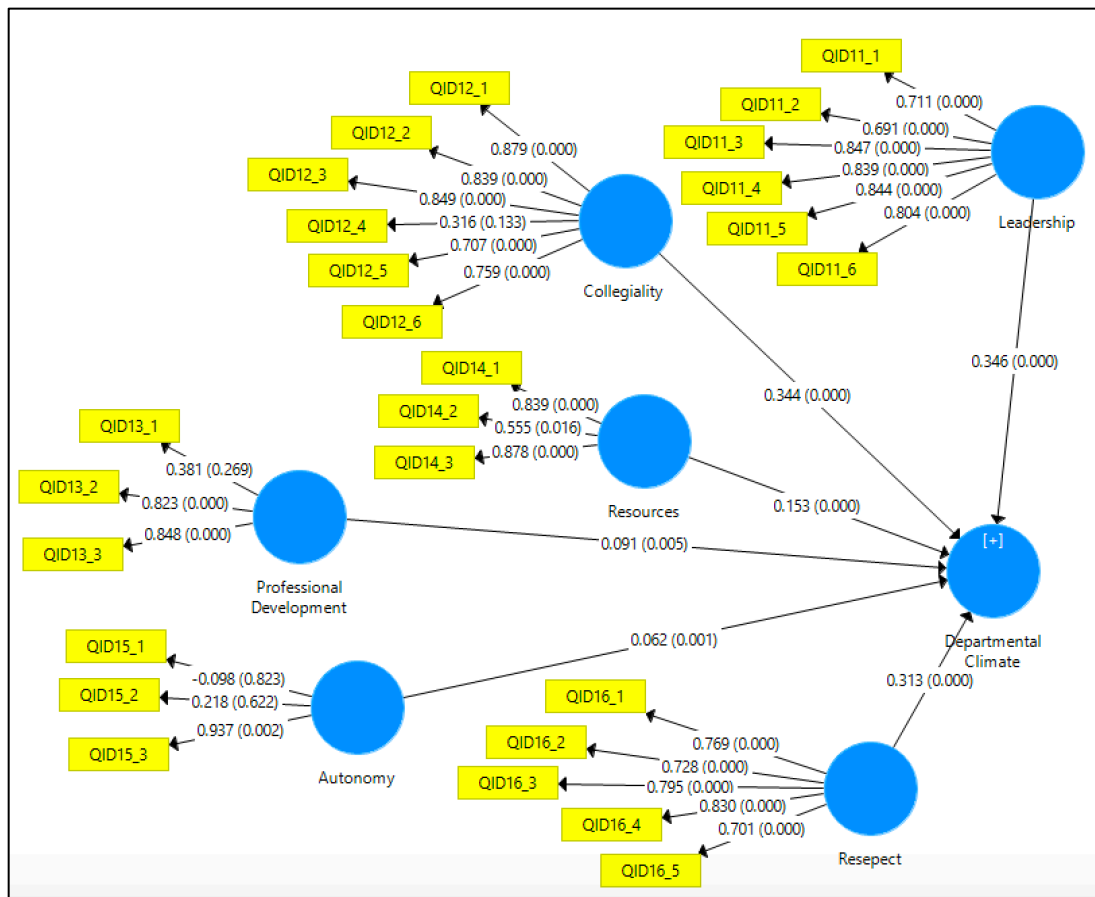 QID11_1
0.711 (0.000)
QID11_2
0.691 (0.000)
QID11_3
0.847 (0.000)
QID11_4
0.839 (0.000)
QID11_5
0.844 (0.000)
QID11_6
0.804 (0.000)
Leadership
0.346 (0.000)
QID12_1
0.879 (0.000)
QID12_2
0.839 (0.000)
QID12_3
0.849 (0.000)
QID12_4
0.316 (0.133)
QID12_5
0.707 (0.000)
QID12_6
0.759 (0.000)
Collegiality
0.344 (0.000)
QID14_1
0.839 (0.000)
QID14_2
0.555 (0.016)
QID14_3
0.878 (0.000)
Resources
0.153 (0.000)
QID13_1
0.381 (0.269)
QID13_2
0.823 (0.000)
QID13_3
0.848 (0.000)
Professional
Development
0.091 (0.005)
[+]
Departmental
Climate
QID15_1
-0.098 (0.823)
QID15_2
0.218 (0.622)
QID15_3
0.937 (0.002)
Autonomy
0.062 (0.001)
QID16_1
0.769 (0.000)
QID16_2
0.728 (0.000)
QID16_3
0.795 (0.000)
QID16_4
0.830 (0.000)
QID16_5
0.701 (0.000)
Resepect
0.313 (0.000)